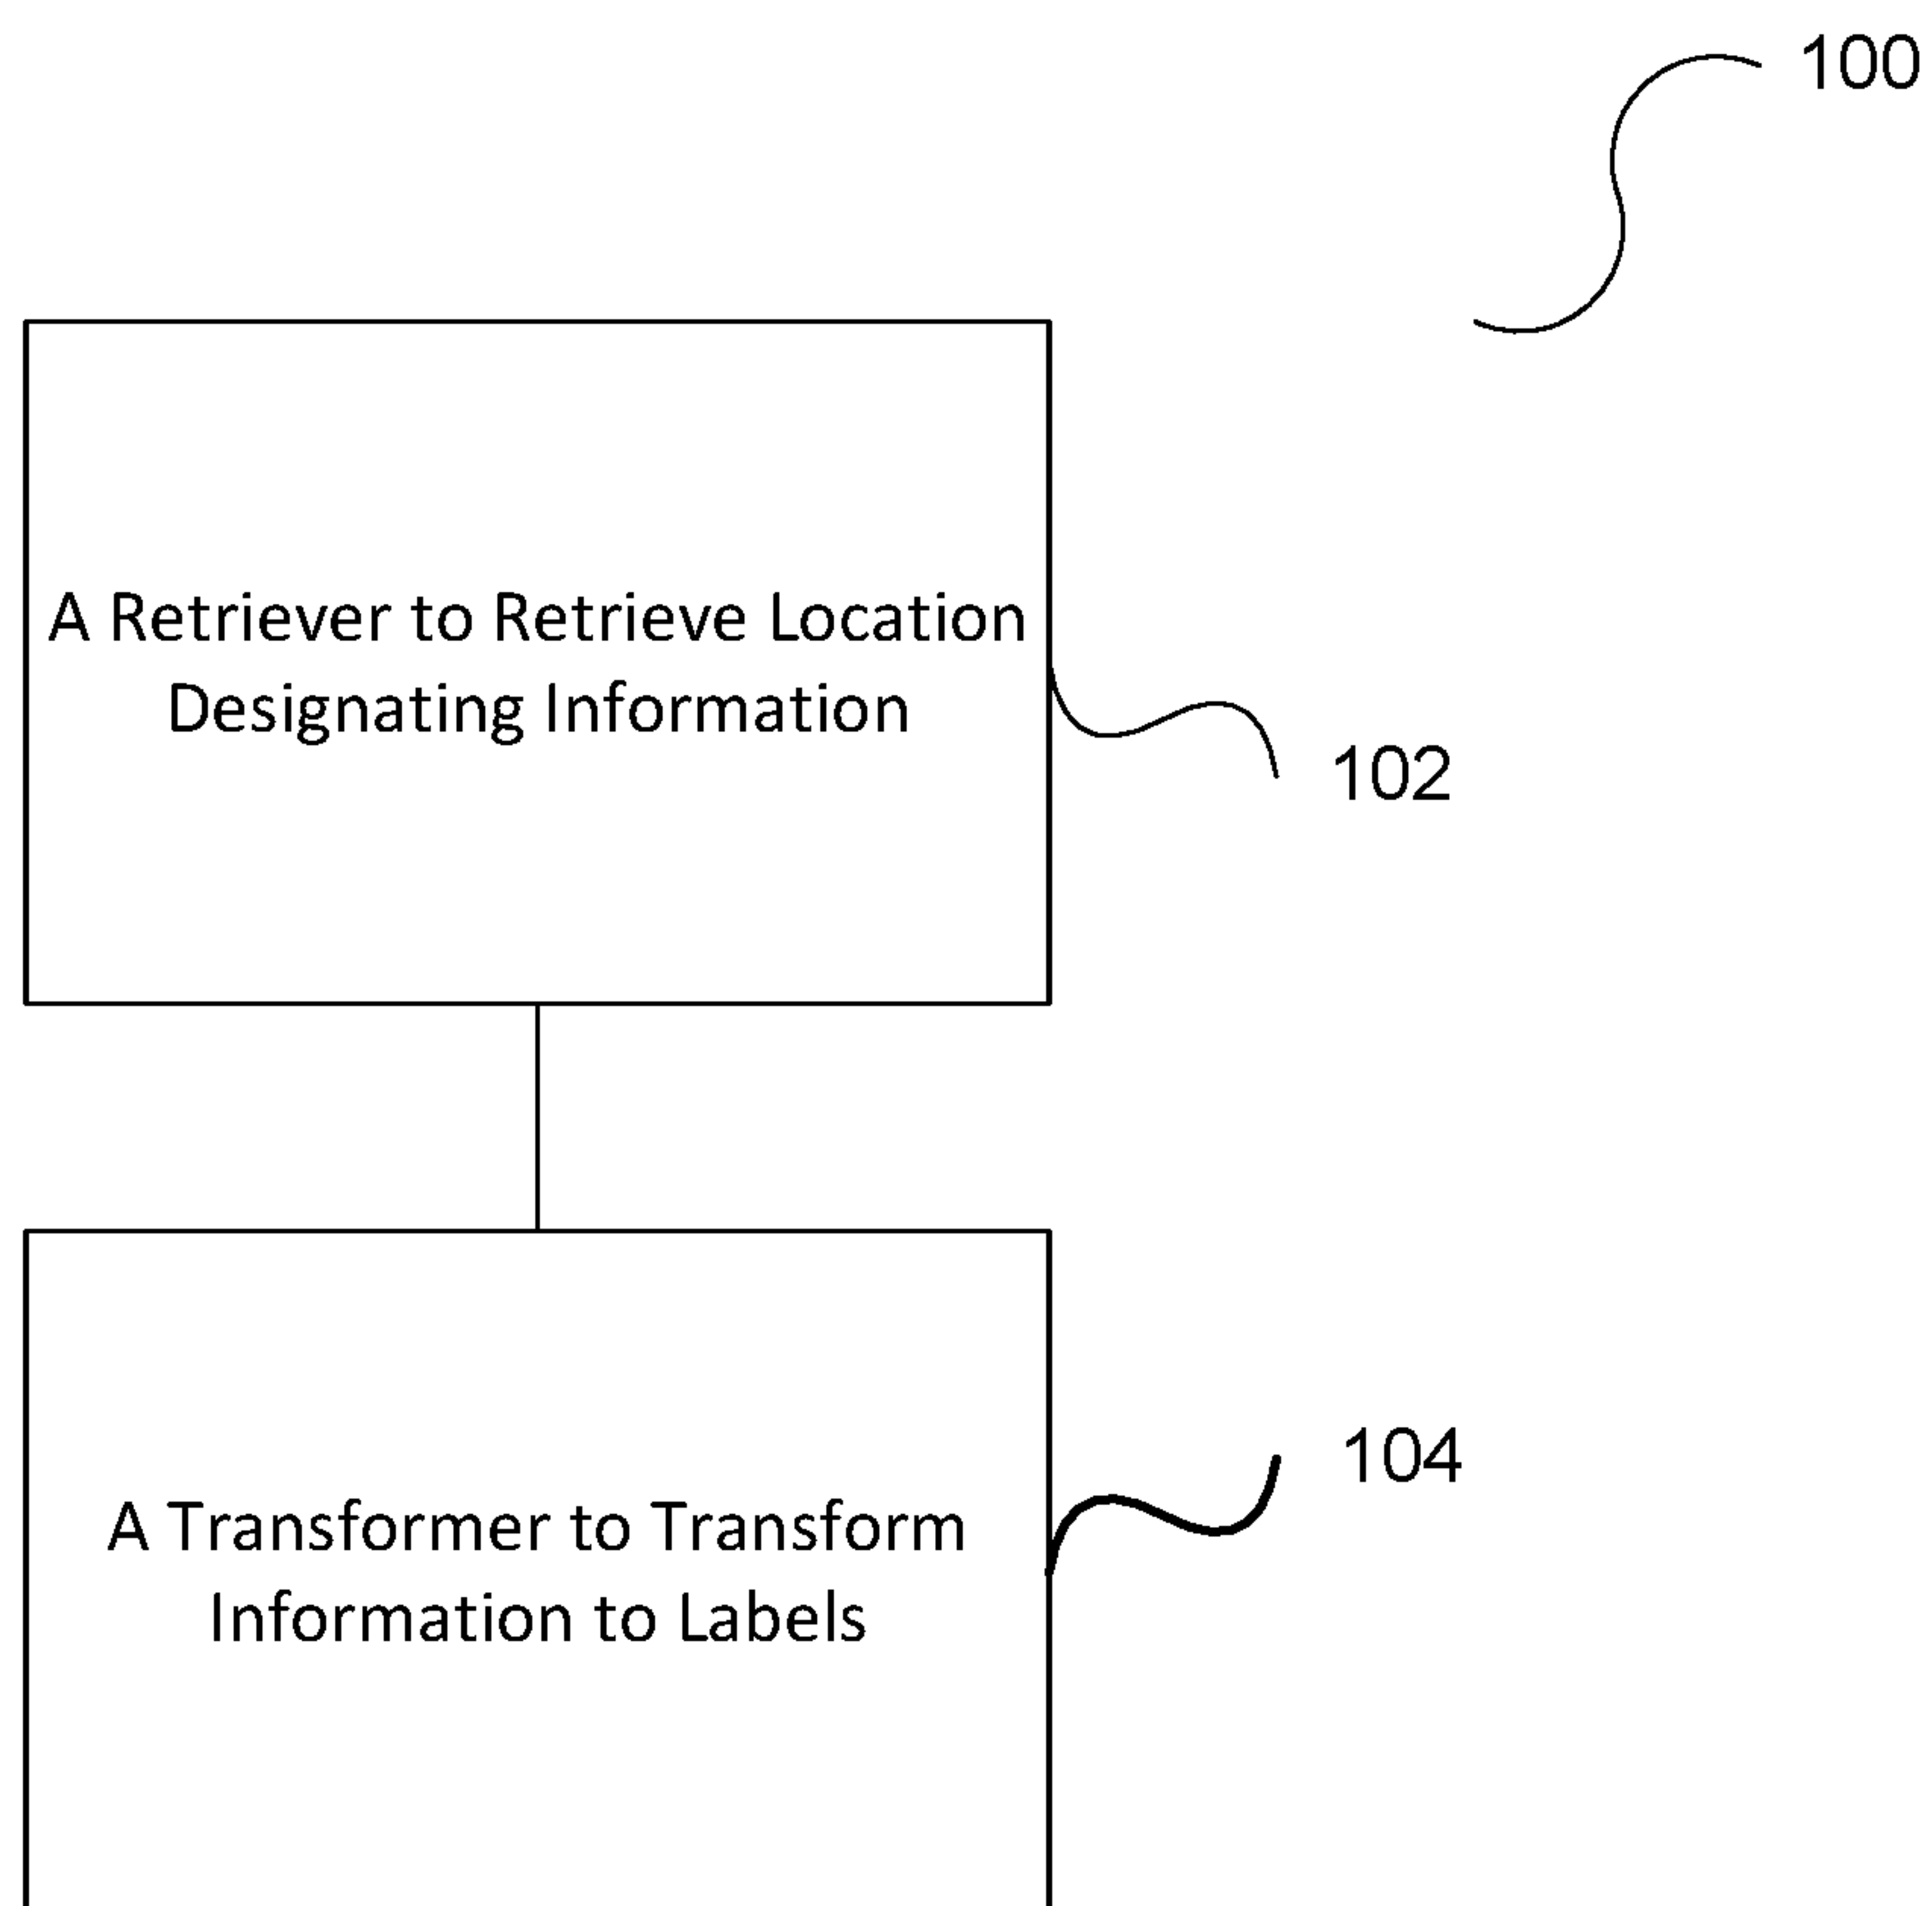 100
A Retriever to Retrieve Location
Designating Information
102
104
A Transformer to Transform
Information to Labels